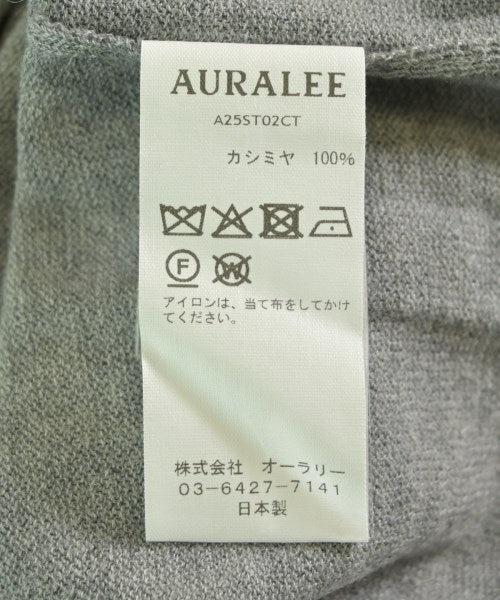 AURALEE
A25ST02CT
カシミヤ 100%
F W
アイロンは、当て布をしてかけ
てください。
株式会社 オーラリー
03-6427-7141
日本製